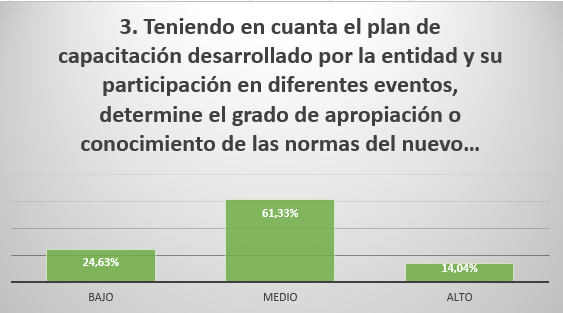 3. Teniendo en cuanta el plan de
capacitación desarrollado por la entidad y su
participación en diferentes eventos,
determine el grado de apropiación o
conocimiento de las normas del nuevo...
61,33%
24,63%
14,04%
BAJO MEDIO ALTO